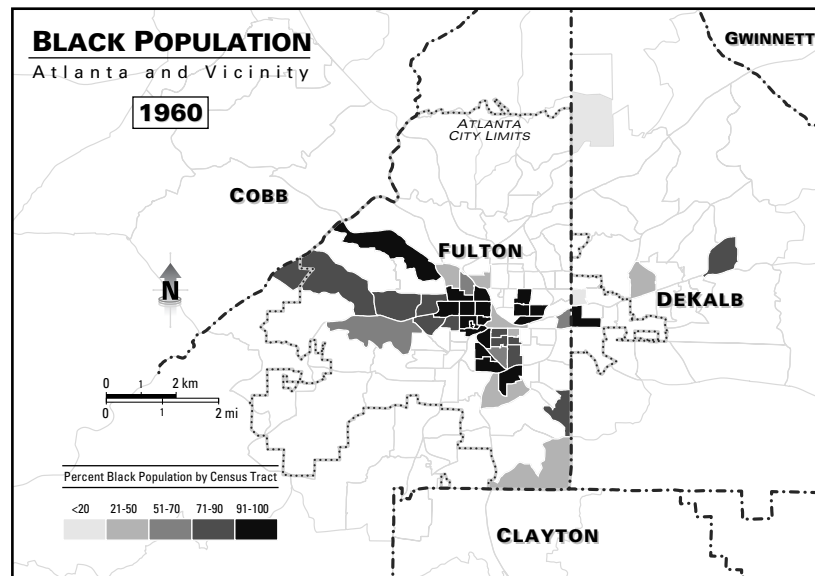 BLACK POPULATION
Atlanta and Vicinity
1960
GWINNETT
ATLANTA
CITY LIMITS
COBB
FULTON
N
DEKALB
0 1 2 km
0 1 2 mi
Percent Black Population by Census Tract
<20 21-50 51-70 71-90 91-100
CLAYTON